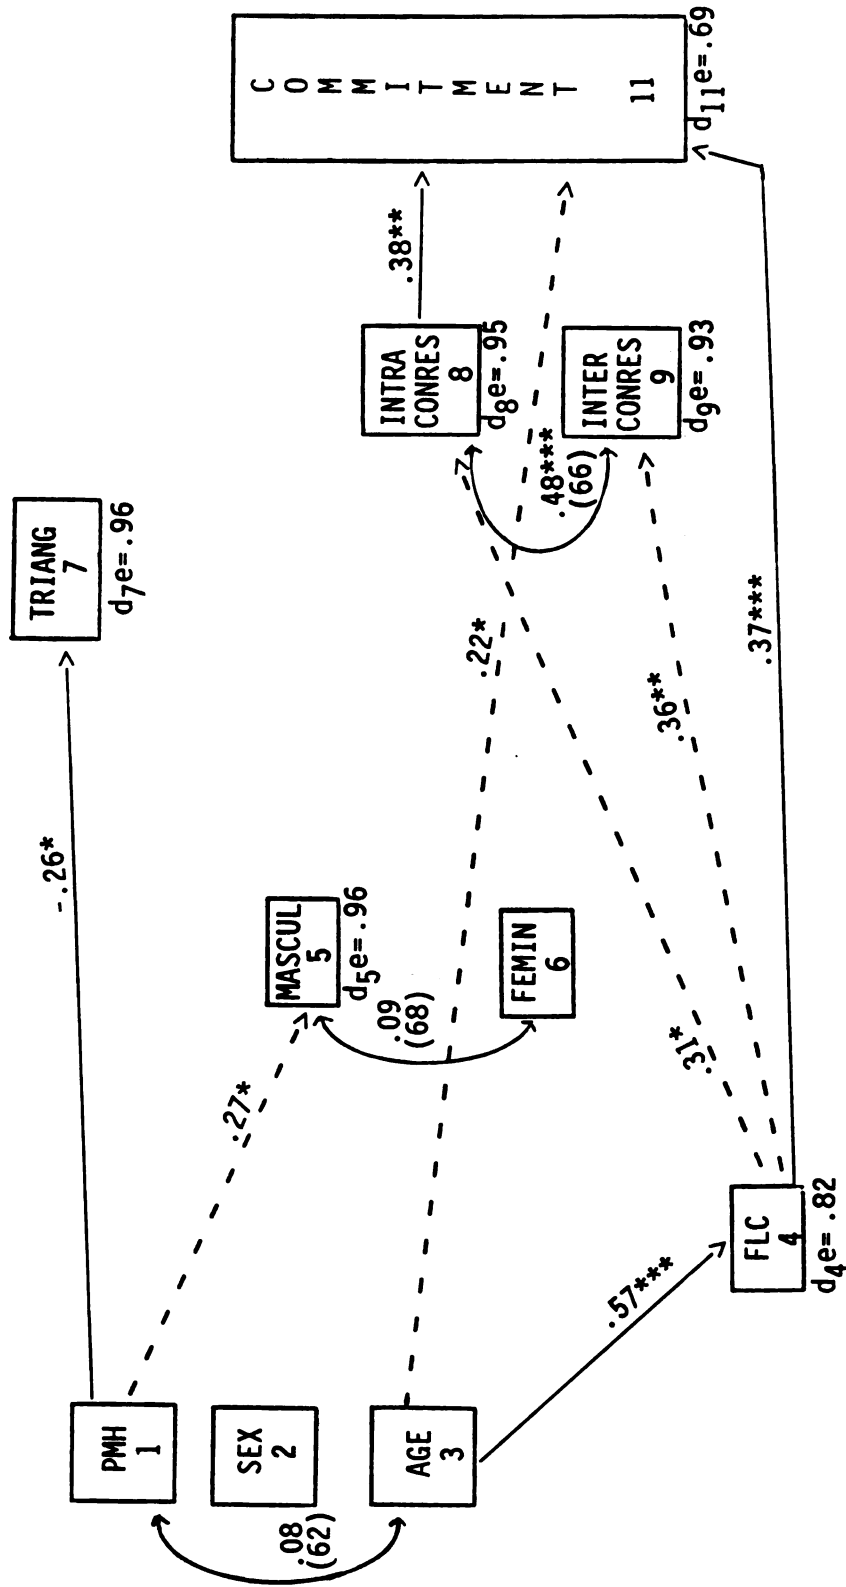 PMH
1
SEX
2
AGE
3
.08
(62)
-.26*
.27*
.57***
FLC
4
d4e=.82
MASCUL
5
d5e=.96
.09
(68)
FEMIN
6
TRIANG
7
d7e=.96
.22*
.31*
.36**
.37***
INTRA
CONRES
8
d8e=.95
.48***
(66)
INTER
CONRES
9
d9e=.93
.38**
COMMITMENT
11
d11e=.69